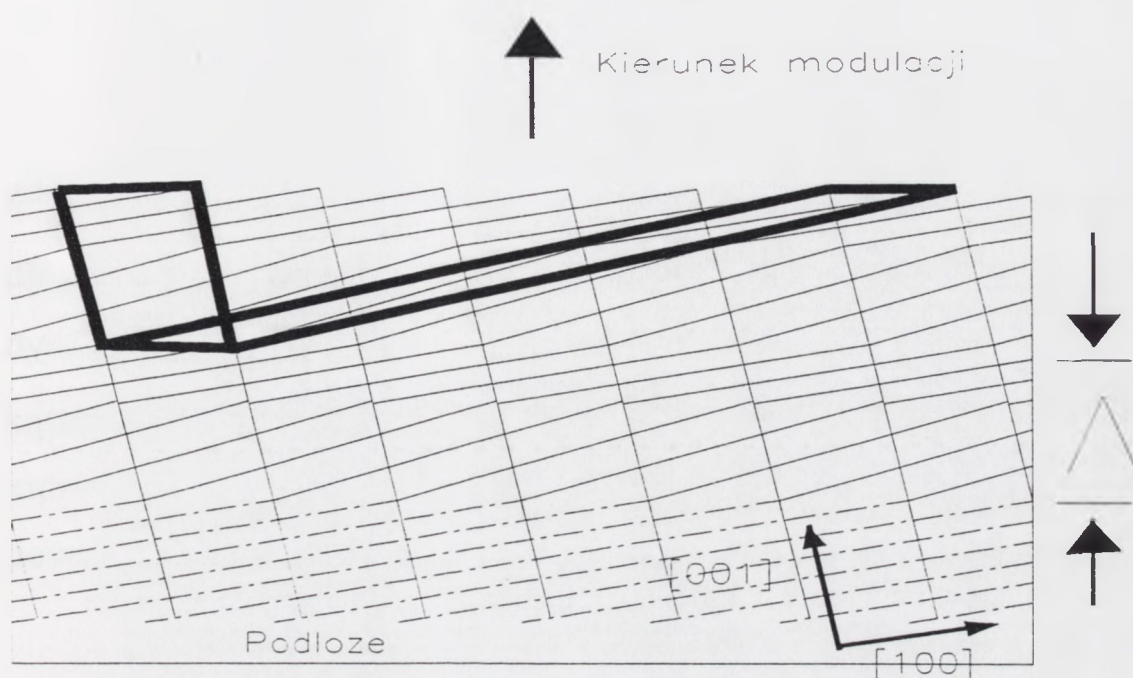 Kierunek modulacji
[001]
Podloze
[100]
Λ